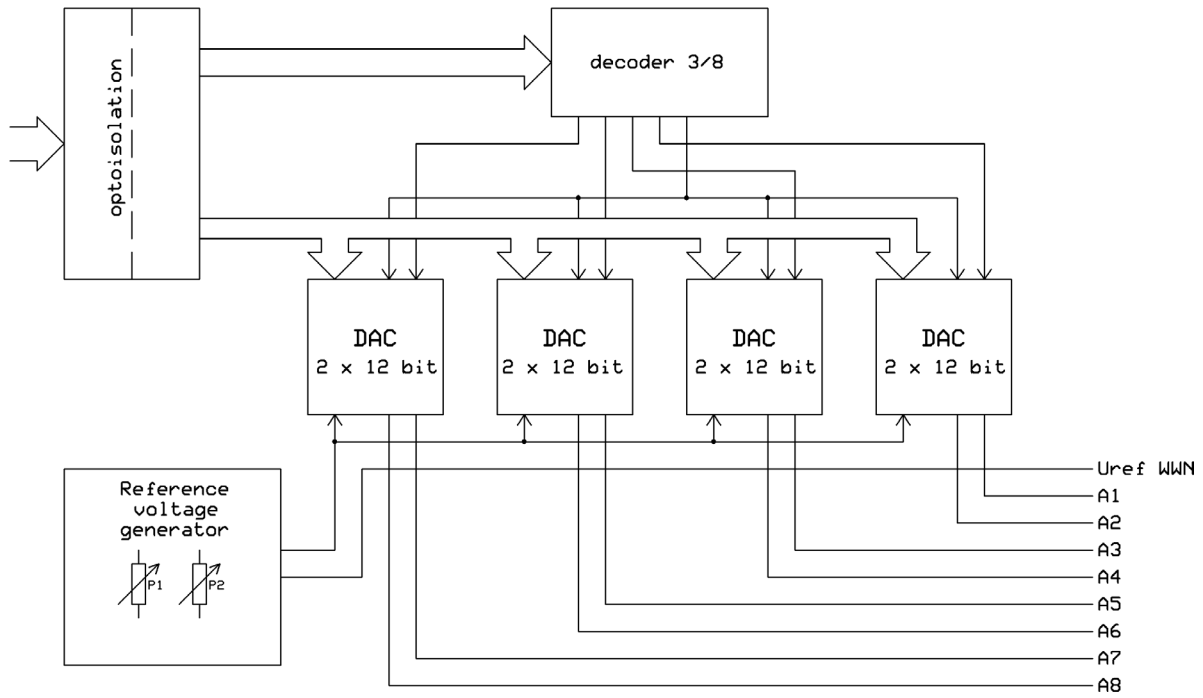 optoisolation
decoder 3/8
DAC
2 x 12 bit
DAC
2 x 12 bit
DAC
2 x 12 bit
DAC
2 x 12 bit
Reference
voltage
generator
P1
P2
Uref WWN
A1
A2
A3
A4
A5
A6
A7
A8